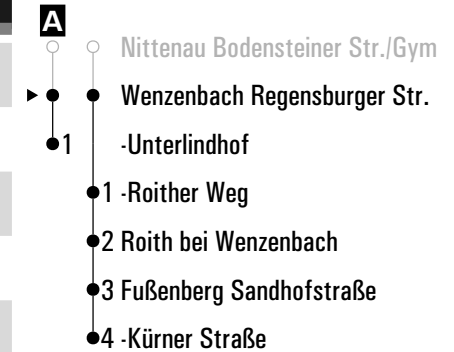 A
Nittenau Bodensteiner Str./Gym
Wenzenbach Regensburger Str.
1 -Unterlindhof
1 -Roither Weg
2 Roith bei Wenzenbach
3 Fußenberg Sandhofstraße
4 -Kürner Straße